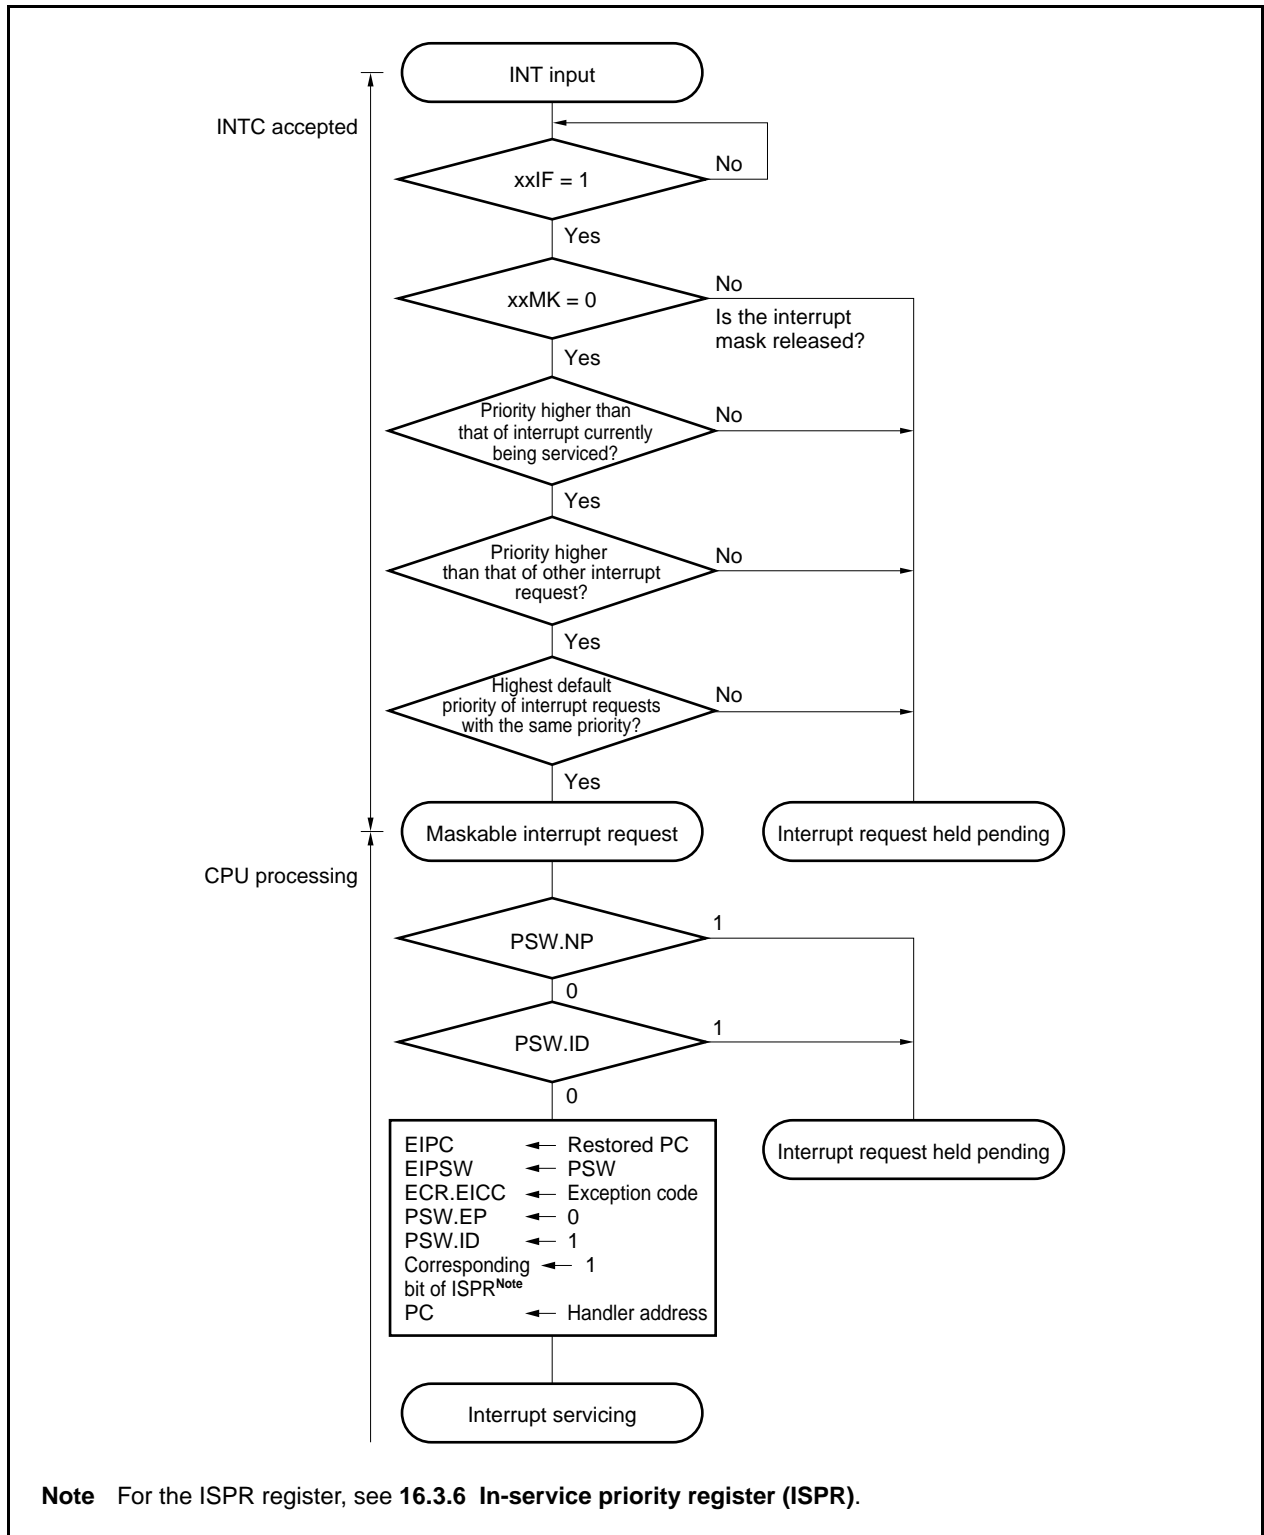 INT input
INTC accepted
No
xxIF = 1
Yes
No
xxMK = 0
Is the interrupt
mask released?
Yes
Priority higher than
that of interrupt currently
being serviced?
No
Yes
Priority higher
than that of other interrupt
request?
No
Yes
Highest default
priority of interrupt requests
with the same priority?
No
Yes
Maskable interrupt request
Interrupt request held pending
CPU processing
PSW.NP
1
0
PSW.ID
1
0
EIPC ← Restored PC
EIPSW ← PSW
ECR.EICC ← Exception code
PSW.EP ← 0
PSW.ID ← 1
Corresponding ← 1
bit of ISPRNote
PC ← Handler address
Interrupt request held pending
Interrupt servicing
Note For the ISPR register, see 16.3.6 In-service priority register (ISPR).